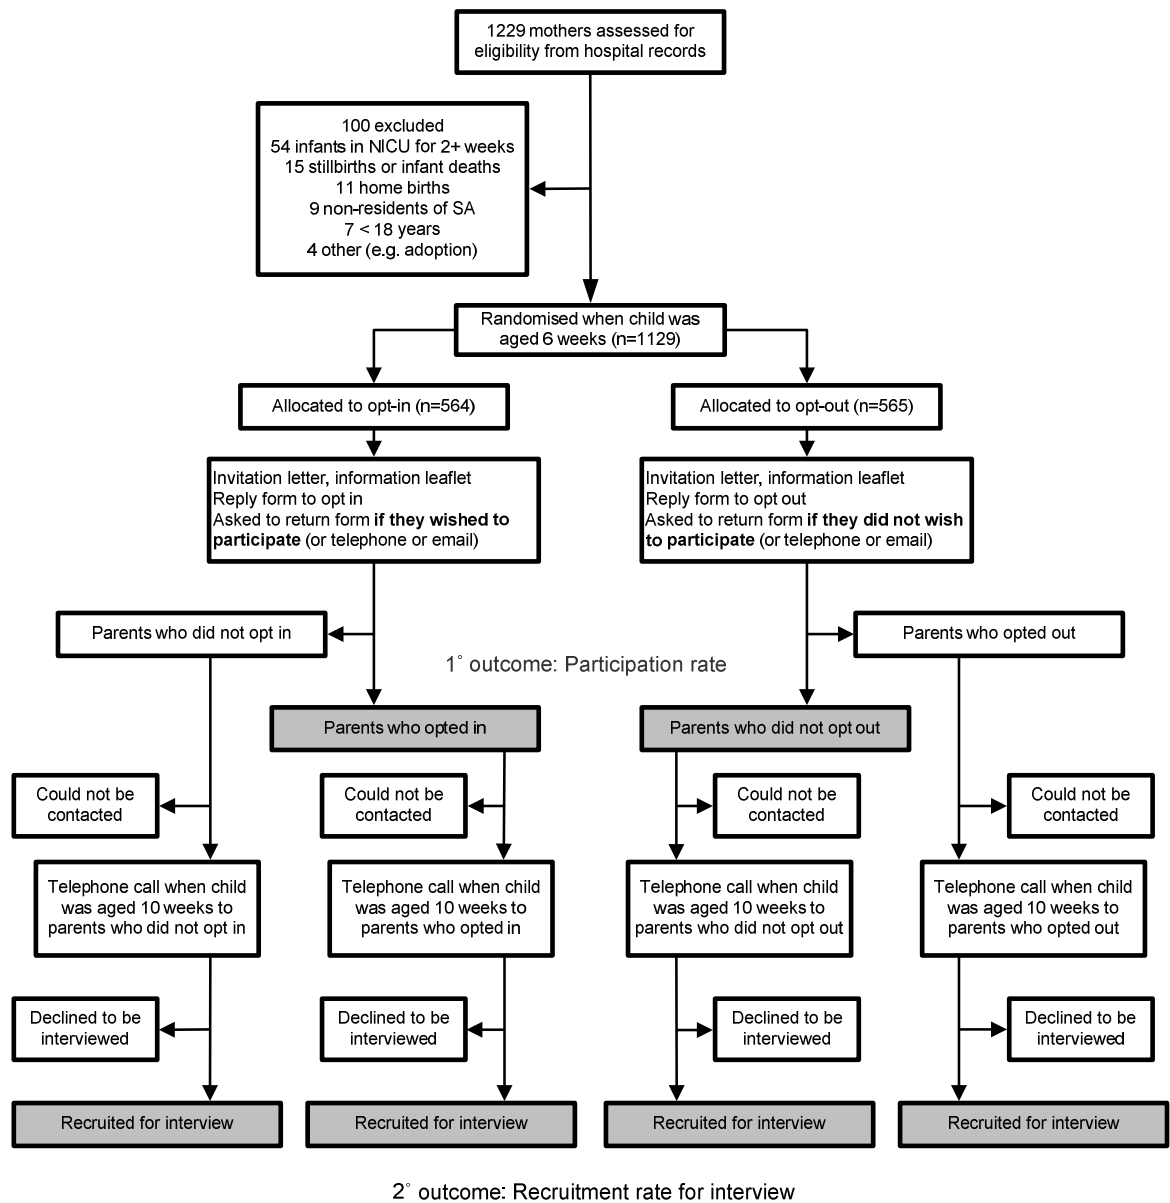 1229 mothers assessed for
eligibility from hospital records
100 excluded
54 infants in NICU for 2+ weeks
15 stillbirths or infant deaths
11 home births
9 non-residents of SA
7 < 18 years
4 other (e.g. adoption)
Randomised when child was
aged 6 weeks (n=1129)
Allocated to opt-in (n=564)
Allocated to opt-out (n=565)
Invitation letter, information leaflet
Reply form to opt in
Asked to return form if they wished to
participate (or telephone or email)
Invitation letter, information leaflet
Reply form to opt out
Asked to return form if they did not wish
to participate (or telephone or email)
Parents who did not opt in
Parents who opted out
1° outcome: Participation rate
Parents who opted in
Parents who did not opt out
Could not be
contacted
Could not be
contacted
Could not be
contacted
Could not be
contacted
Telephone call when child
was aged 10 weeks to
parents who did not opt in
Telephone call when child
was aged 10 weeks to
parents who opted in
Telephone call when child
was aged 10 weeks to
parents who did not opt out
Telephone call when child
was aged 10 weeks to
parents who opted out
Declined to be
interviewed
Declined to be
interviewed
Declined to be
interviewed
Declined to be
interviewed
Recruited for interview
Recruited for interview
Recruited for interview
Recruited for interview
2° outcome: Recruitment rate for interview